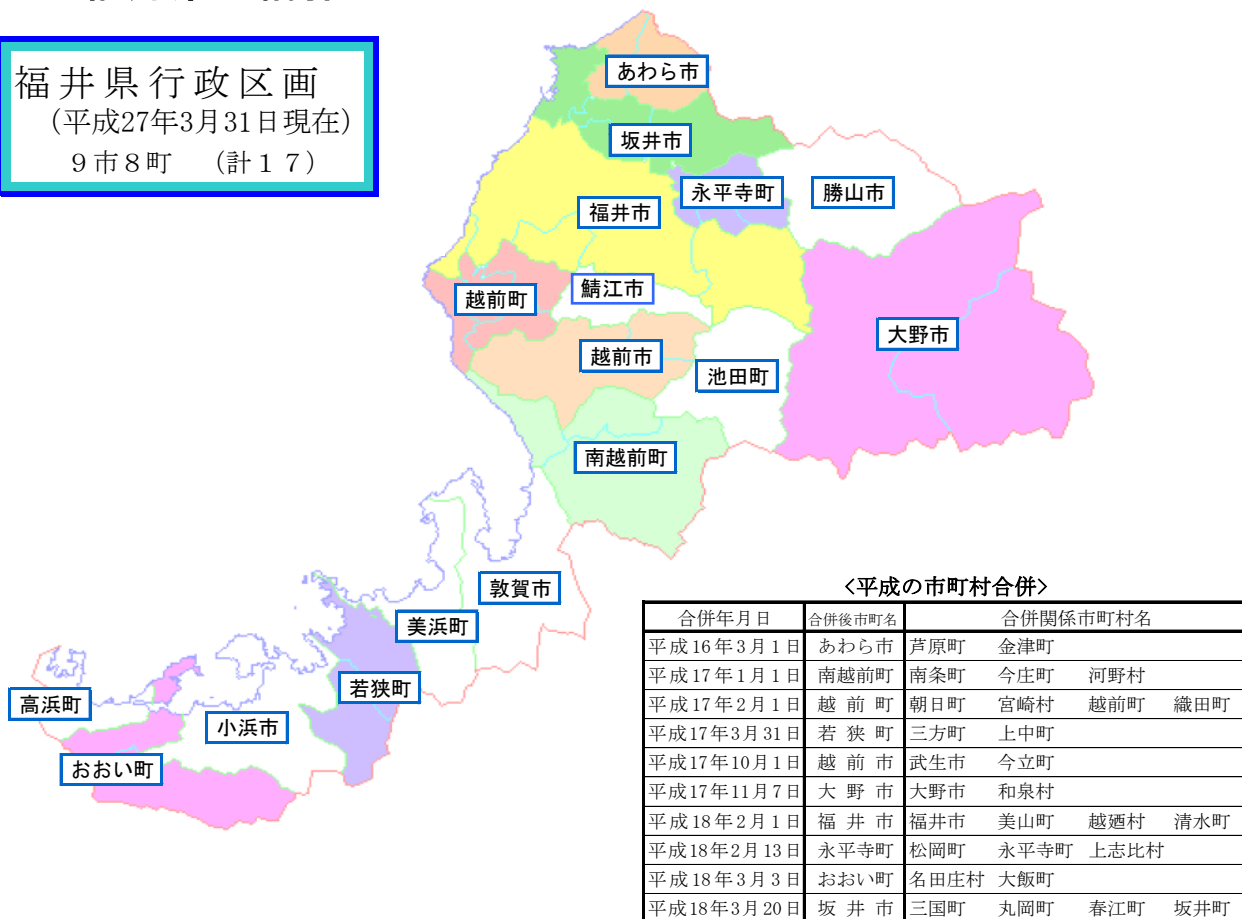 福井県行政区画
(平成27年3月31日現在)
9市8町 (計17)
あわら市
坂井市
永平寺町
勝山市
福井市
鯖江市
越前町
大野市
越前市
池田町
南越前町
敦賀市
美浜町
若狭町
高浜町
小浜市
おおい町
<平成の市町村合併>
合併年月日 合併後市町名 合併関係市町村名
平成16年3月1日 あわら市 芦原町 金津町
平成17年1月1日 南越前町 南条町 今庄町 河野村
平成17年2月1日 越前町 朝日町 宮崎村 越前町 織田町
平成17年3月31日 若狭町 三方町 上中町
平成17年10月1日 越前市 武生市 今立町
平成17年11月7日 大野市 大野市 和泉村
平成18年2月1日 福井市 福井市 美山町 越廼村 清水町
平成18年2月13日 永平寺町 松岡町 永平寺町 上志比村
平成18年3月3日 おおい町 名田庄村 大飯町
平成18年3月20日 坂井市 三国町 丸岡町 春江町 坂井町